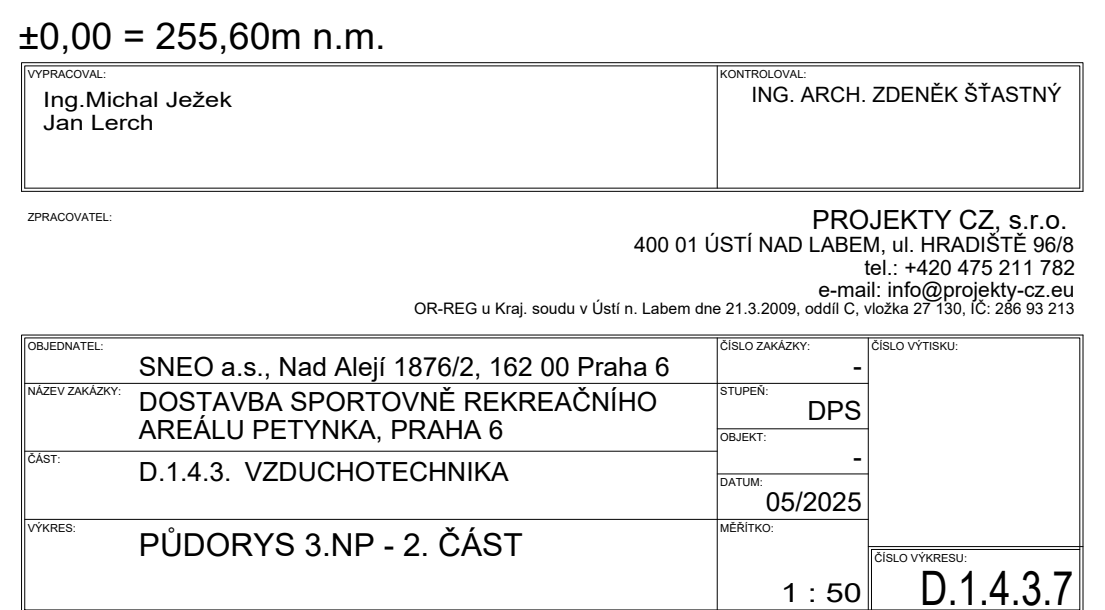 ±0,00 = 255,60m n.m.
VYPRACOVAL:
Ing.Michal Ježek
Jan Lerch
KONTROLOVAL:
ING. ARCH. ZDENĚK ŠŤASTNÝ
ZPRACOVATEL:
PROJEKTY CZ, s.r.o.
400 01 ÚSTÍ NAD LABEM, ul. HRADIŠTĚ 96/8
tel.: +420 475 211 782
e-mail: info@projekty-cz.eu
OR-REG u Kraj. soudu v Ústí n. Labem dne 21.3.2009, oddíl C, vložka 27 130, IČ: 286 93 213
OBJEDNATEL:
SNEO a.s., Nad Alejí 1876/2, 162 00 Praha 6
ČÍSLO ZAKÁZKY:
-
ČÍSLO VÝTISKU:
NÁZEV ZAKÁZKY:
DOSTAVBA SPORTOVNĚ REKREAČNÍHO
AREÁLU PETYNKA, PRAHA 6
STUPEŇ:
DPS
OBJEKT:
-
ČÁST:
D.1.4.3. VZDUCHOTECHNIKA
DATUM:
05/2025
VÝKRES:
PŮDORYS 3.NP - 2. ČÁST
MĚŘÍTKO:
1 : 50
ČÍSLO VÝKRESU:
D.1.4.3.7